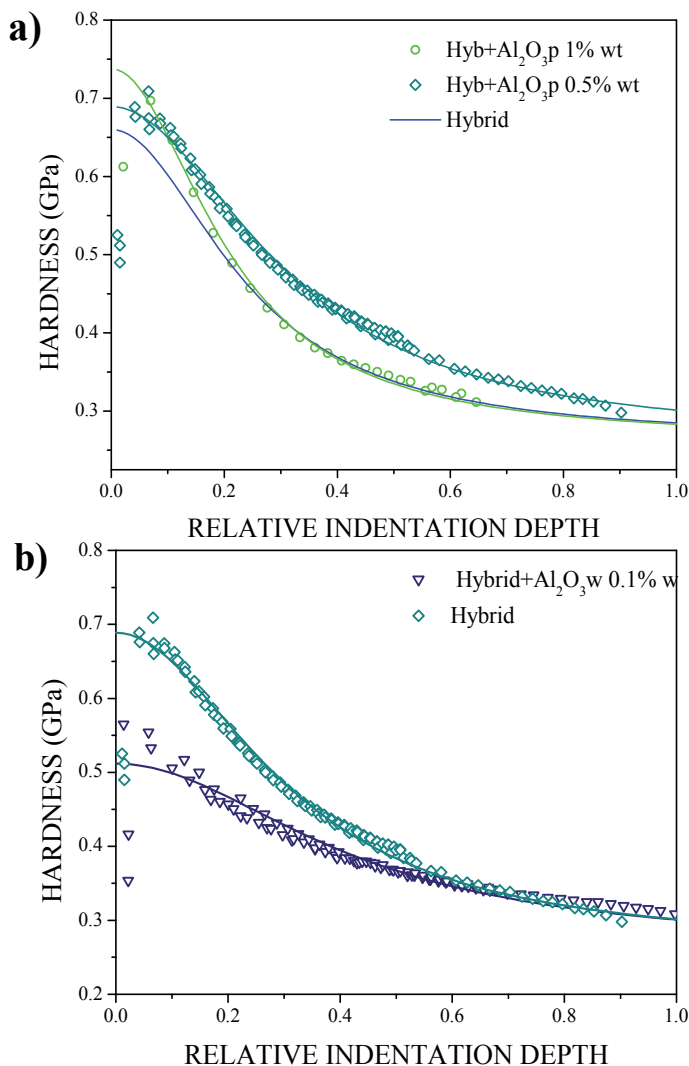 a)
0.8
0.7
0.6
0.5
0.4
0.3
HARDNESS (GPa)
Hyb+Al₂O₃p 1% wt
Hyb+Al₂O₃p 0.5% wt
Hybrid
0.0 0.2 0.4 0.6 0.8 1.0
RELATIVE INDENTATION DEPTH
b)
0.8
0.7
0.6
0.5
0.4
0.3
0.2
HARDNESS (GPa)
Hybrid+Al₂O₃w 0.1% w
Hybrid
0.0 0.2 0.4 0.6 0.8 1.0
RELATIVE INDENTATION DEPTH